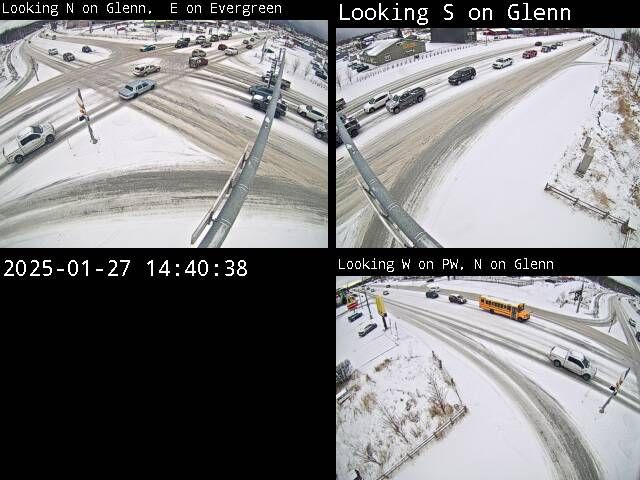 Looking N on Glenn,  E on Evergreen
Looking S on Glenn
2025-01-27 14:40:38
Looking W on PW, N on Glenn